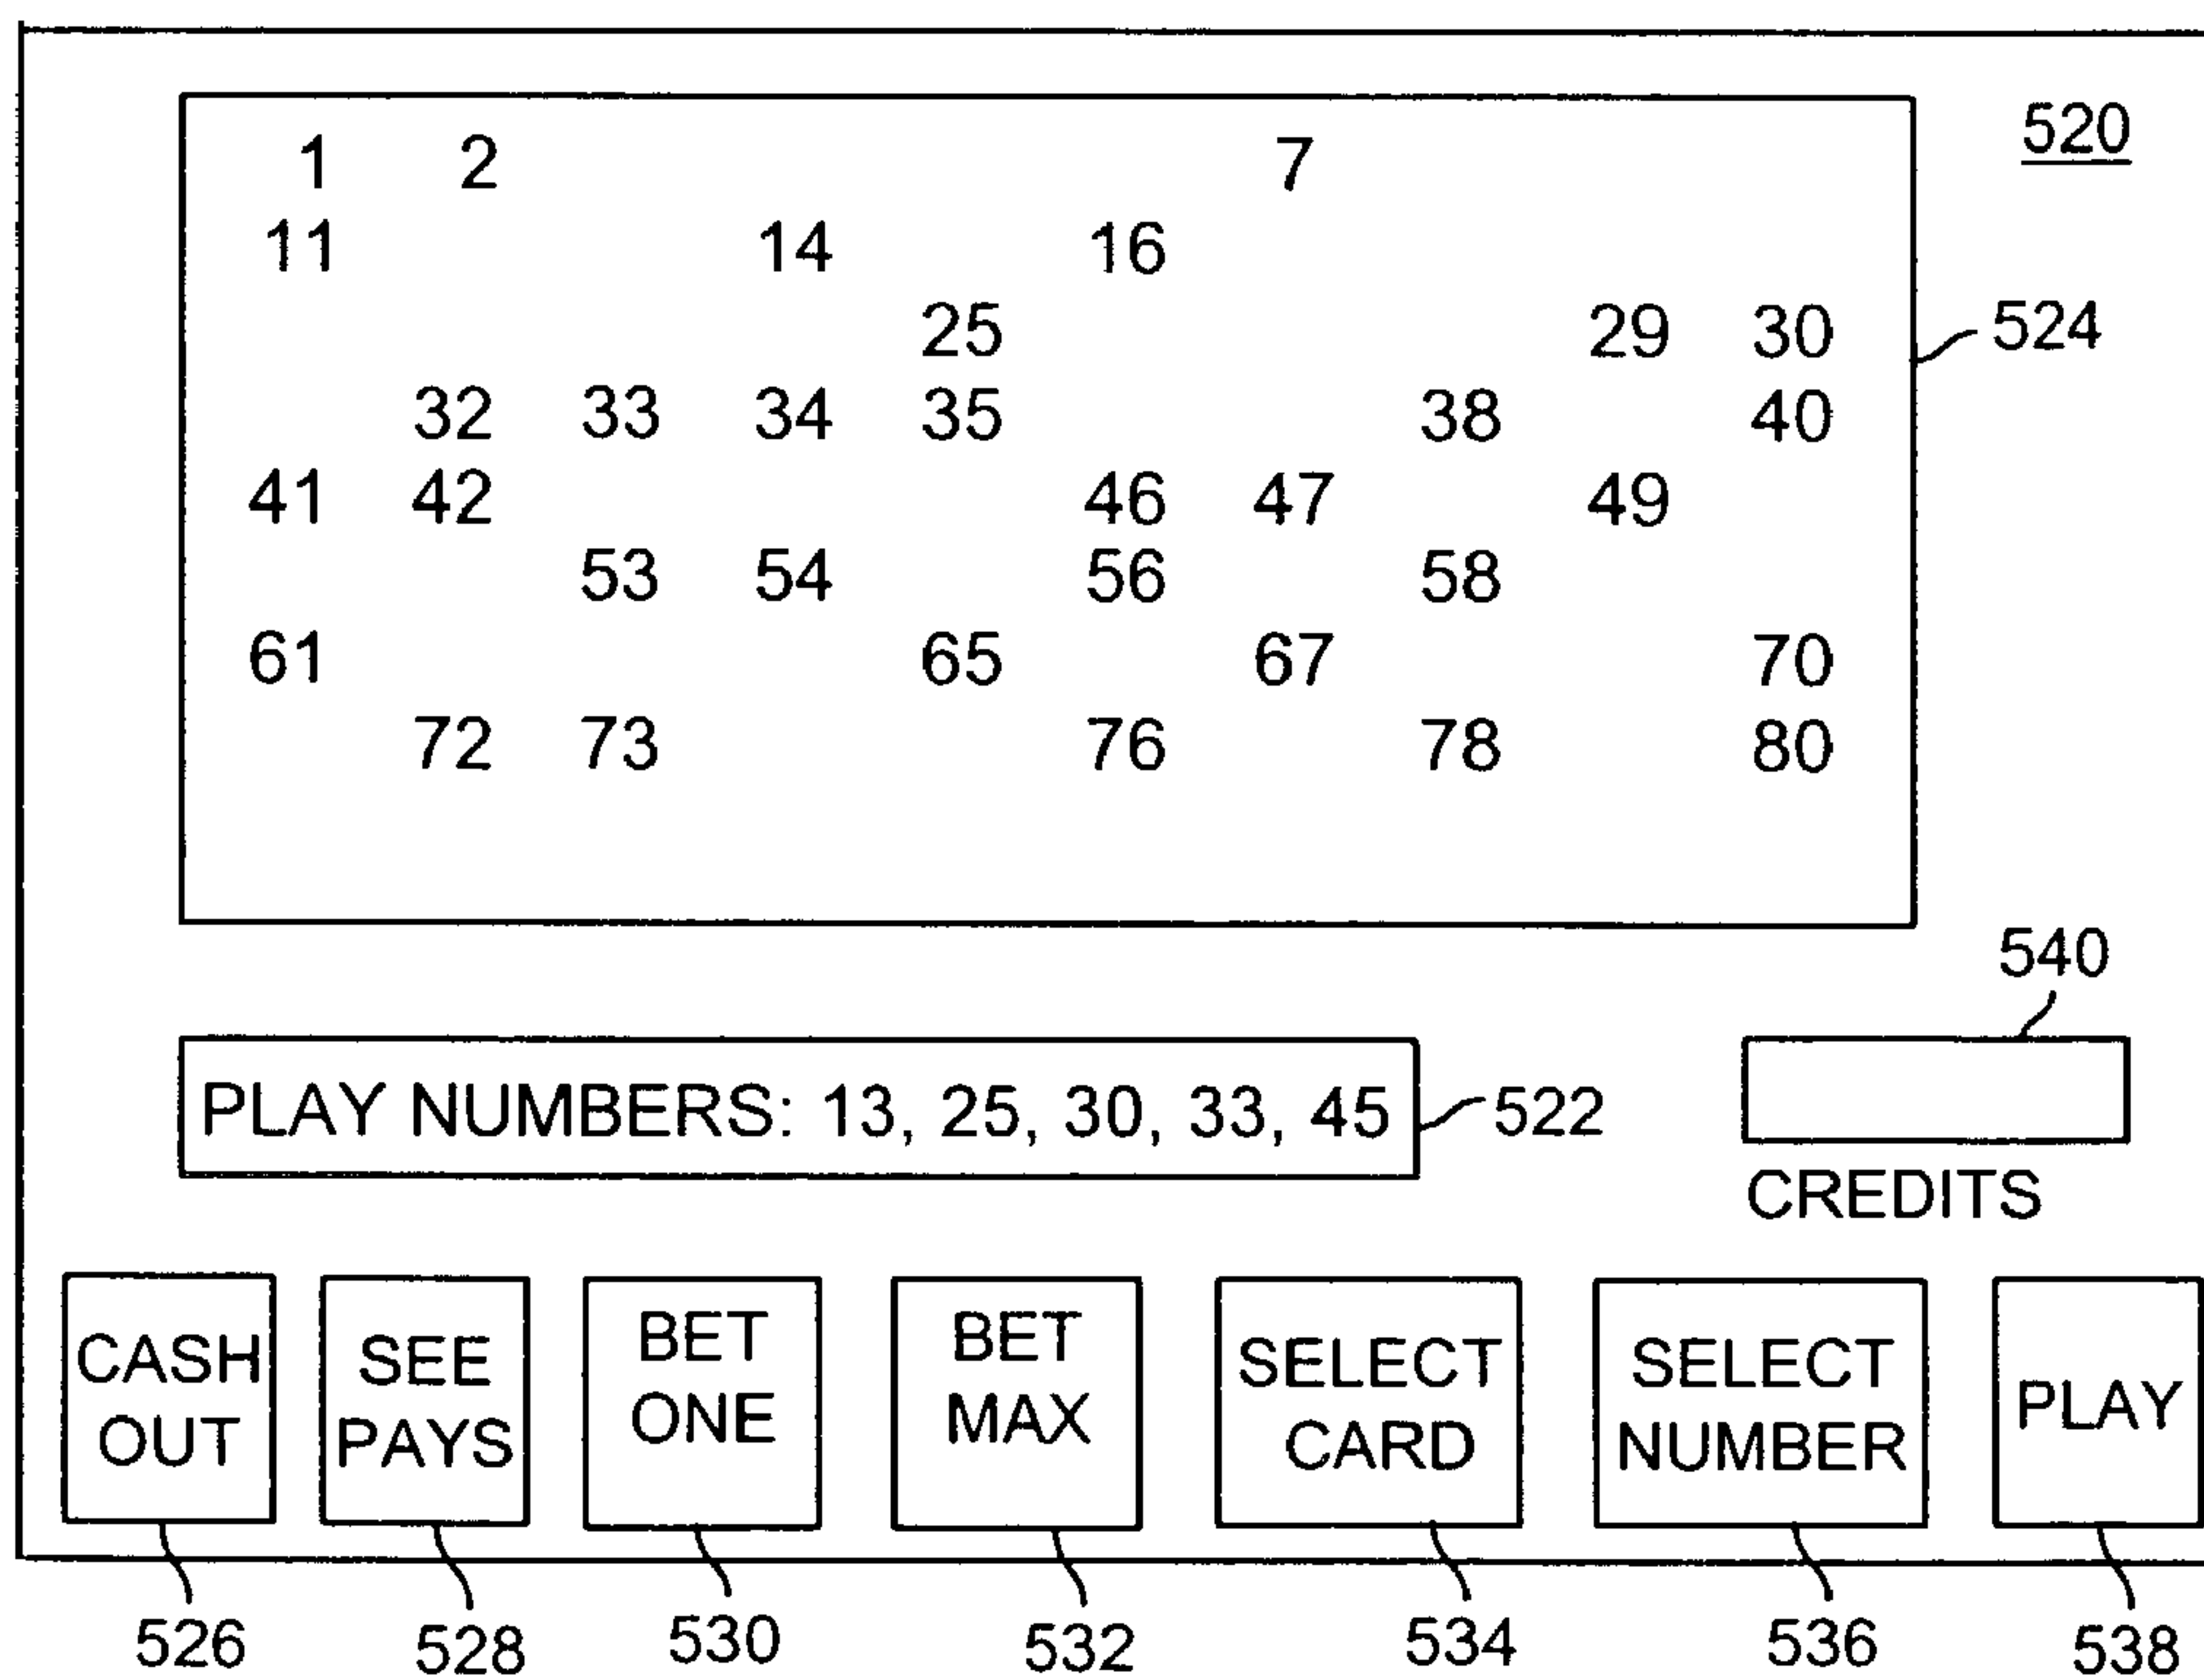 520
1 2 7
11 14 16
25 29 30
524
32 33 34 35 38 40
41 42 46 47 49
53 54 56 58
61 65 67 70
72 73 76 78 80
540
PLAY NUMBERS: 13, 25, 30, 33, 45
522
CREDITS
CASH
OUT
SEE
PAYS
BET
ONE
BET
MAX
SELECT
CARD
SELECT
NUMBER
PLAY
526 528 530 532 534 536 538